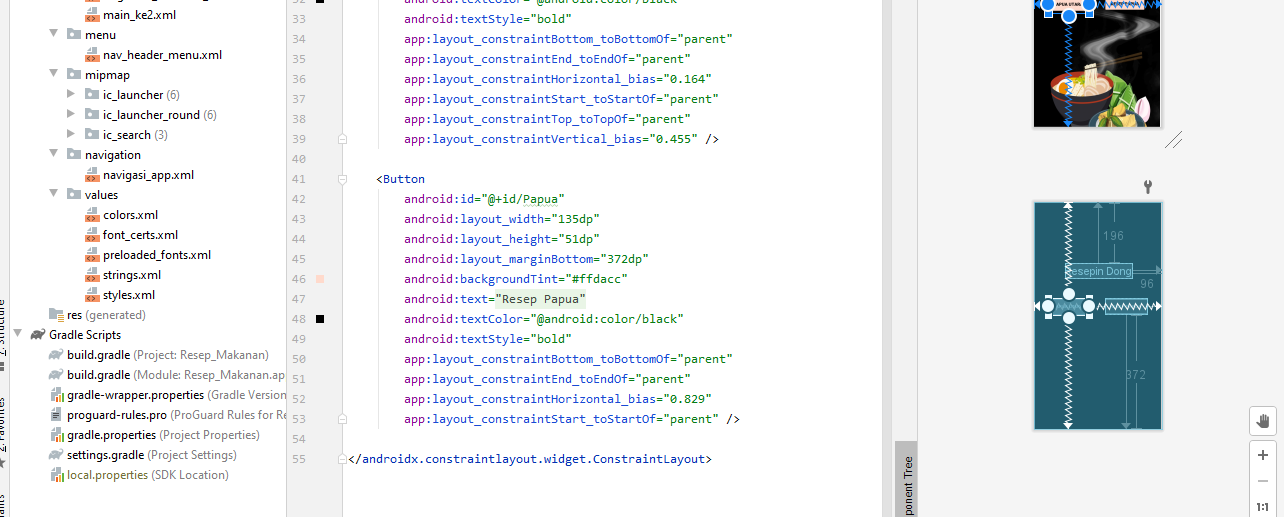 main_ke2.xml
menu
nav_header_menu.xml
mipmap
ic_launcher (6)
ic_launcher_round (6)
ic_search (3)
navigation
navigasi_app.xml
values
colors.xml
font_certs.xml
preloaded_fonts.xml
strings.xml
styles.xml
res (generated)
Gradle Scripts
build.gradle (Project: Resep_Makanan)
build.gradle (Module: Resep_Makanan.ap
gradle-wrapper.properties (Gradle Version
proguard-rules.pro (ProGuard Rules for Re
gradle.properties (Project Properties)
settings.gradle (Project Settings)
local.properties (SDK Location)
Z: Structure
2: Favorites
33 android:textStyle="bold"
34 app:layout_constraintBottom_toBottomOf="parent"
35 app:layout_constraintEnd_toEndOf="parent"
36 app:layout_constraintHorizontal_bias="0.164"
37 app:layout_constraintStart_toStartOf="parent"
38 app:layout_constraintTop_toTopOf="parent"
39 app:layout_constraintVertical_bias="0.455" />
40
41 <Button
42 android:id="@+id/Papua"
43 android:layout_width="135dp"
44 android:layout_height="51dp"
45 android:layout_marginBottom="372dp"
46 android:backgroundTint="#ffdacc"
47 android:text="Resep Papua"
48 android:textColor="@android:color/black"
49 android:textStyle="bold"
50 app:layout_constraintBottom_toBottomOf="parent"
51 app:layout_constraintEnd_toEndOf="parent"
52 app:layout_constraintHorizontal_bias="0.829"
53 app:layout_constraintStart_toStartOf="parent" />
54
55 </androidx.constraintlayout.widget.ConstraintLayout>
ponent Tree
196
esepin Dong
96
372
1:1